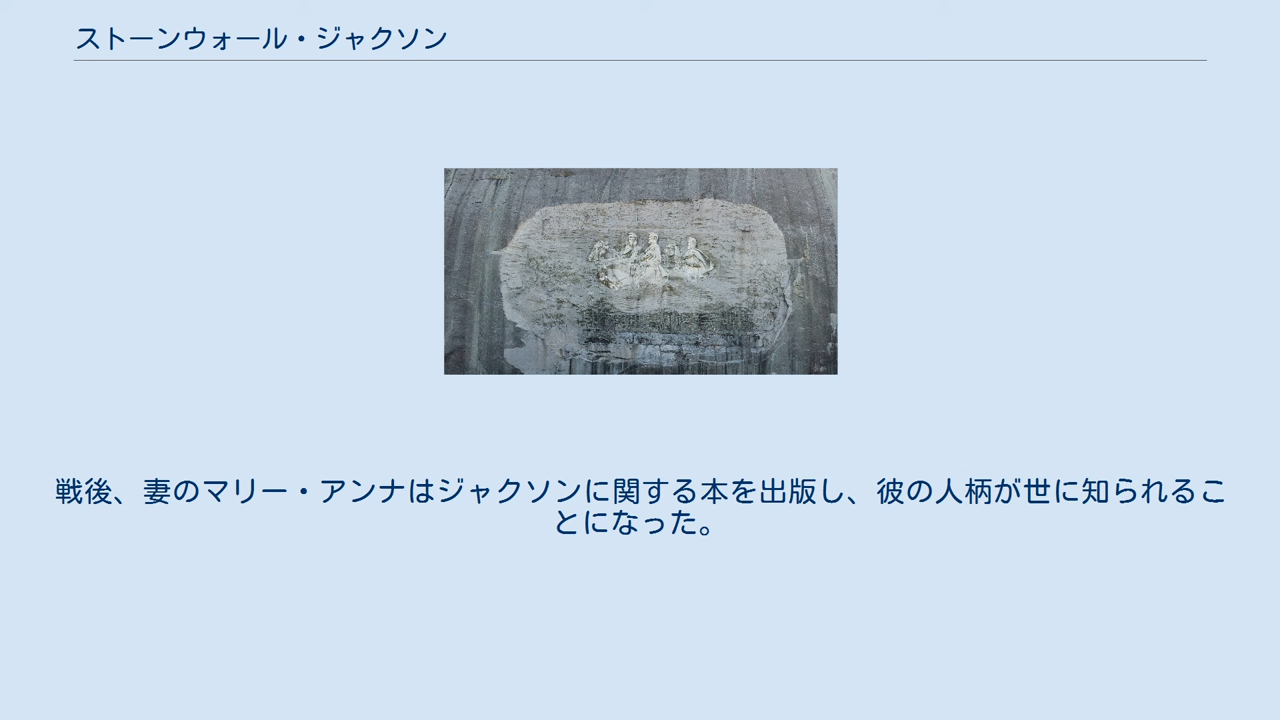 ストーンウォール・ジャクソン
戦後、妻のマリー・アンナはジャクソンに関する本を出版し、彼の人柄が世に知られるこ
とになった。